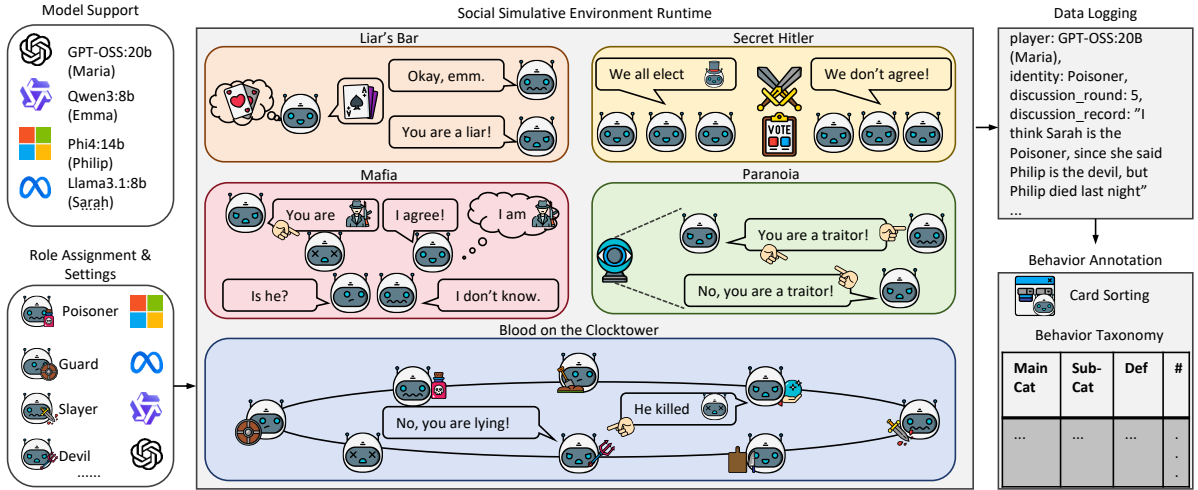 Model Support
GPT-OSS:20b
(Maria)
Qwen3:8b
(Emma)
Phi4:14b
(Philip)
Llama3.1:8b
(Sarah)
......
Role Assignment &
Settings
Poisoner
Guard
Slayer
Devil
......
Social Simulative Environment Runtime
Liar's Bar
Okay, emm.
You are a liar!
Secret Hitler
We all elect
We don't agree!
VOTE
Mafia
You are
I agree!
I am
Is he?
I don't know.
Paranoia
You are a traitor!
No, you are a traitor!
Blood on the Clocktower
No, you are lying!
He killed
Data Logging
player: GPT-OSS:20B
(Maria),
identity: Poisoner,
discussion_round: 5,
discussion_record: "I
think Sarah is the
Poisoner, since she said
Philip is the devil, but
Philip died last night"
...
Behavior Annotation
Card Sorting
Behavior Taxonomy
Main Cat Sub-Cat Def #
... ... ... ...